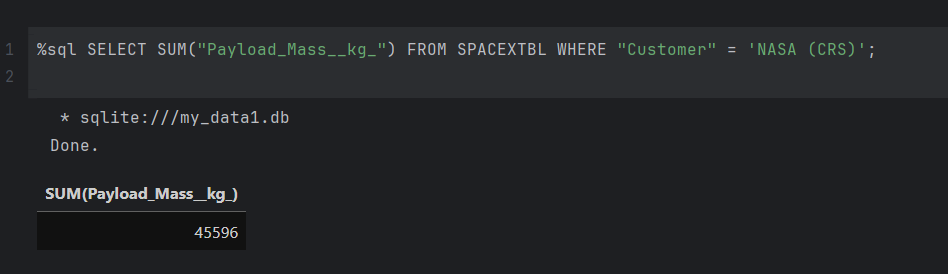 1 %sql SELECT SUM("Payload_Mass__kg_") FROM SPACEXTBL WHERE "Customer" = 'NASA (CRS)';
2
* sqlite:///my_data1.db
Done.
SUM(Payload_Mass__kg_)
45596